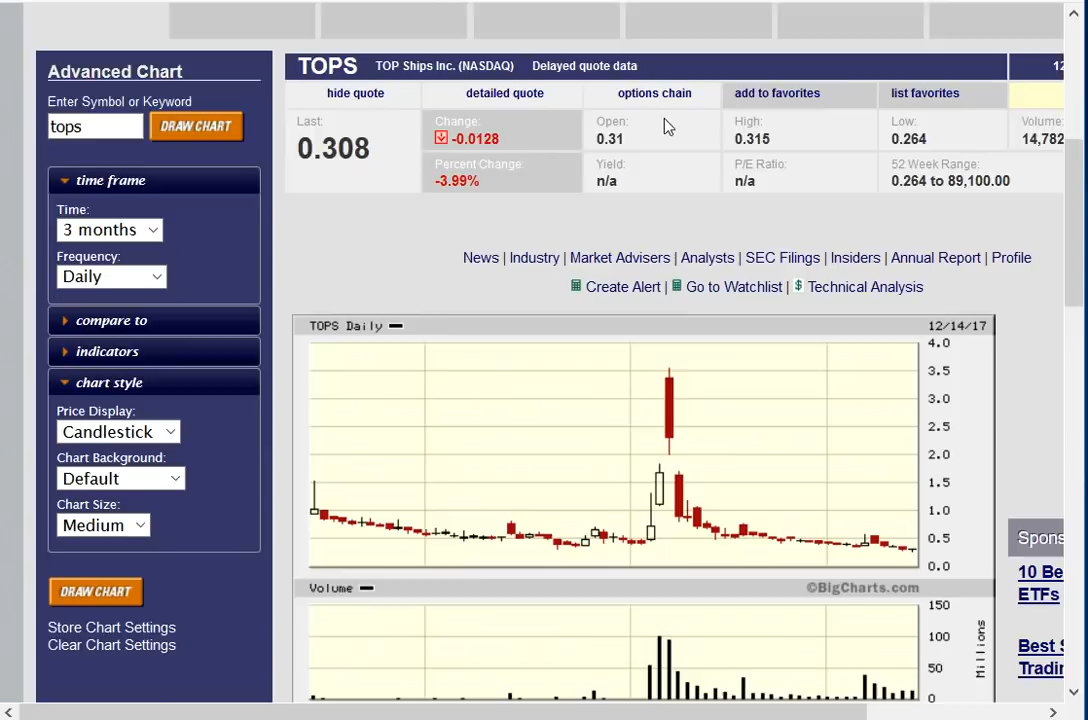 Advanced Chart
Enter Symbol or Keyword
tops
DRAW CHART
time frame
Time:
3 months
Frequency:
Daily
compare to
indicators
chart style
Price Display:
Candlestick
Chart Background:
Default
Chart Size:
Medium
DRAW CHART
Store Chart Settings
Clear Chart Settings
TOPS TOP Ships Inc. (NASDAQ) Delayed quote data 12
hide quote detailed quote options chain add to favorites list favorites
Last: Change: Open: High: Low: Volume:
0.308 -0.0128 0.31 0.315 0.264 14,782
Percent Change: Yield: P/E Ratio: 52 Week Range:
-3.99% n/a n/a 0.264 to 89,100.00
News | Industry | Market Advisers | Analysts | SEC Filings | Insiders | Annual Report | Profile
Create Alert | Go to Watchlist | $ Technical Analysis
TOPS Daily 12/14/17
4.0
3.5
3.0
2.5
2.0
1.5
1.0
0.5
0.0
Volume ©BigCharts.com
150
100
50
0
Millions
Spons
10 Be
ETFs
Best S
Tradin